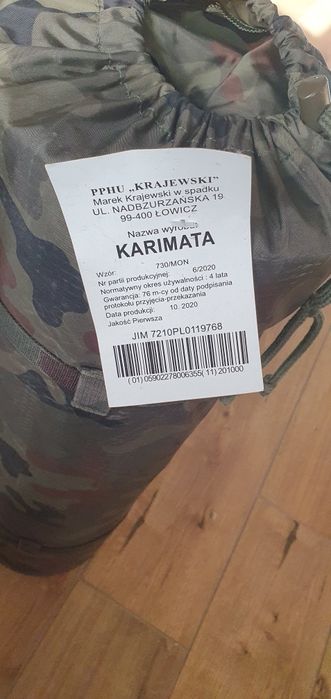 PPHU „KRAJEWSKI”
Marek Krajewski w spadku
UL. NADBZURZAŃSKA 19
99-400 ŁOWICZ
Nazwa wyrobu:
KARIMATA
Wzór: 730/MON
Nr partii produkcyjnej: 6/2020
Normatywny okres używalności : 4 lata
Gwarancja: 76 m-cy od daty podpisania
protokołu przyjęcia-przekazania
Data produkcji: 10. 2020
Jakość Pierwsza
JIM 7210PL0119768
(01) 05902278006355( 11) 201000